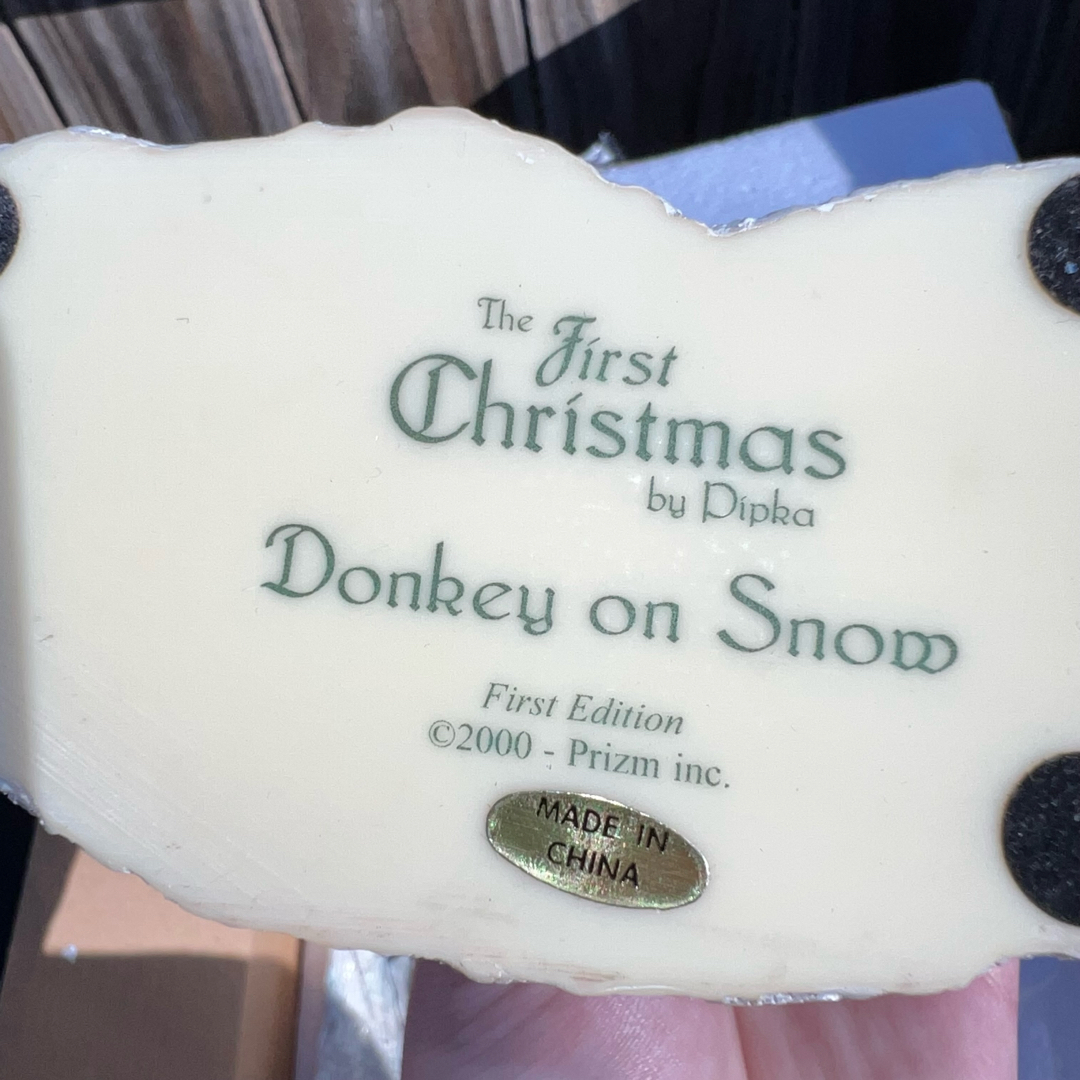 The First
Christmas
by Pipka
Donkey on Snow
First Edition
©2000 - Prizm inc.
MADE IN
CHINA